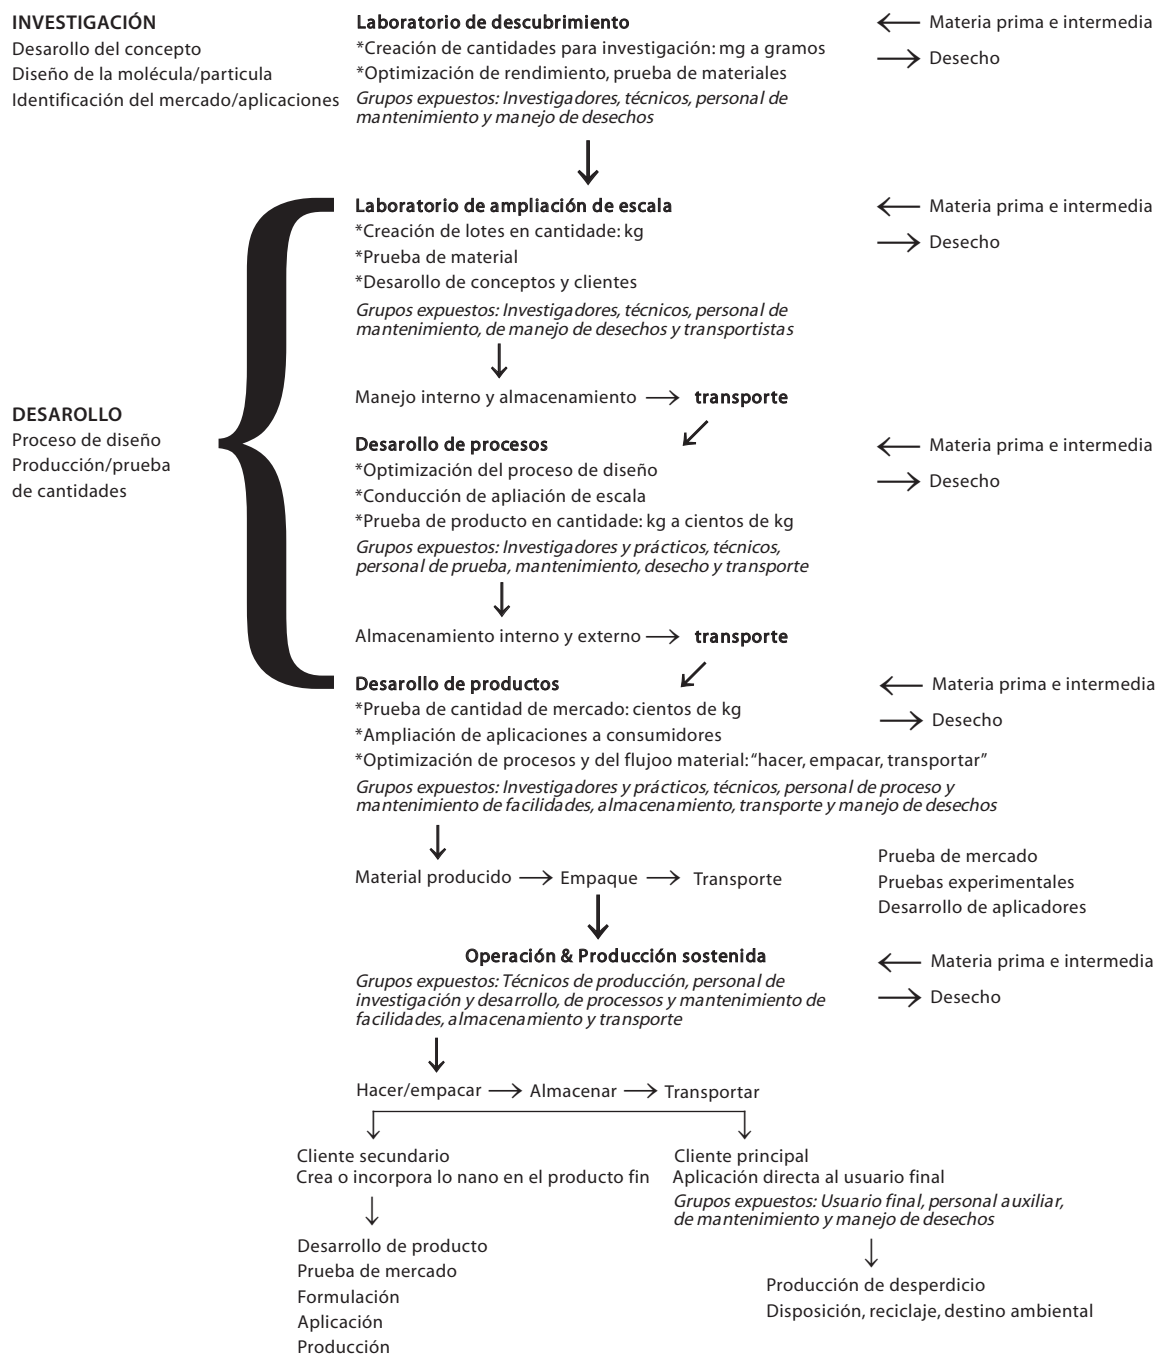 INVESTIGACIÓN
Desarollo del concepto
Diseño de la molécula/particula
Identificación del mercado/aplicaciones
Laboratorio de descubrimiento
*Creación de cantidades para investigación: mg a gramos
*Optimización de rendimiento, prueba de materiales
Grupos expuestos: Investigadores, técnicos, personal de
mantenimiento y manejo de desechos
Materia prima e intermedia
Desecho
Laboratorio de ampliación de escala
*Creación de lotes en cantidade: kg
*Prueba de material
*Desarollo de conceptos y clientes
Grupos expuestos: Investigadores, técnicos, personal de
mantenimiento, de manejo de desechos y transportistas
Materia prima e intermedia
Desecho
Manejo interno y almacenamiento → transporte
DESAROLLO
Proceso de diseño
Producción/prueba
de cantidades
Desarollo de procesos
*Optimización del proceso de diseño
*Conducción de apliación de escala
*Prueba de producto en cantidade: kg a cientos de kg
Grupos expuestos: Investigadores y prácticos, técnicos,
personal de prueba, mantenimiento, desecho y transporte
Materia prima e intermedia
Desecho
Almacenamiento interno y externo → transporte
Desarollo de productos
*Prueba de cantidad de mercado: cientos de kg
*Ampliación de aplicaciones a consumidores
*Optimización de procesos y del flujoo material: “hacer, empacar, transportar”
Grupos expuestos: Investigadores y prácticos, técnicos, personal de proceso y
mantenimiento de facilidades, almacenamiento, transporte y manejo de desechos
Materia prima e intermedia
Desecho
Material producido → Empaque → Transporte
Prueba de mercado
Pruebas experimentales
Desarrollo de aplicadores
Operación & Producción sostenida
Grupos expuestos: Técnicos de producción, personal de
investigación y desarrollo, de processos y mantenimiento de
facilidades, almacenamiento y transporte
Materia prima e intermedia
Desecho
Hacer/empacar → Almacenar → Transportar
Cliente secundario
Crea o incorpora lo nano en el producto fin
Desarrollo de producto
Prueba de mercado
Formulación
Aplicación
Producción
Cliente principal
Aplicación directa al usuario final
Grupos expuestos: Usuario final, personal auxiliar,
de mantenimiento y manejo de desechos
Producción de desperdicio
Disposición, reciclaje, destino ambiental